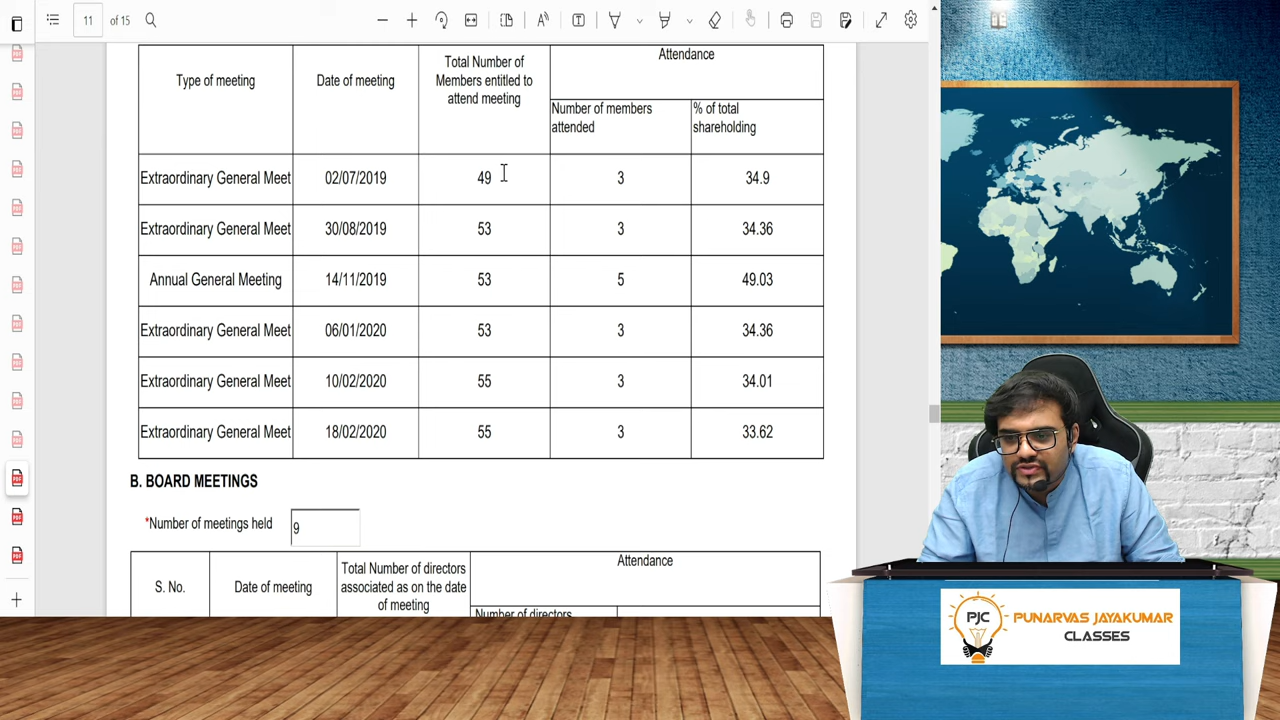 11 of 15
Type of meeting
Date of meeting
Total Number of
Members entitled to
attend meeting
Attendance
Number of members
attended
% of total
shareholding
Extraordinary General Meet 02/07/2019 49 3 34.9
Extraordinary General Meet 30/08/2019 53 3 34.36
Annual General Meeting 14/11/2019 53 5 49.03
Extraordinary General Meet 06/01/2020 53 3 34.36
Extraordinary General Meet 10/02/2020 55 3 34.01
Extraordinary General Meet 18/02/2020 55 3 33.62
B. BOARD MEETINGS
*Number of meetings held 9
S. No.
Date of meeting
Total Number of directors
associated as on the date
of meeting
Attendance
Number of directors
PJC PUNARVAS JAYAKUMAR
CLASSES